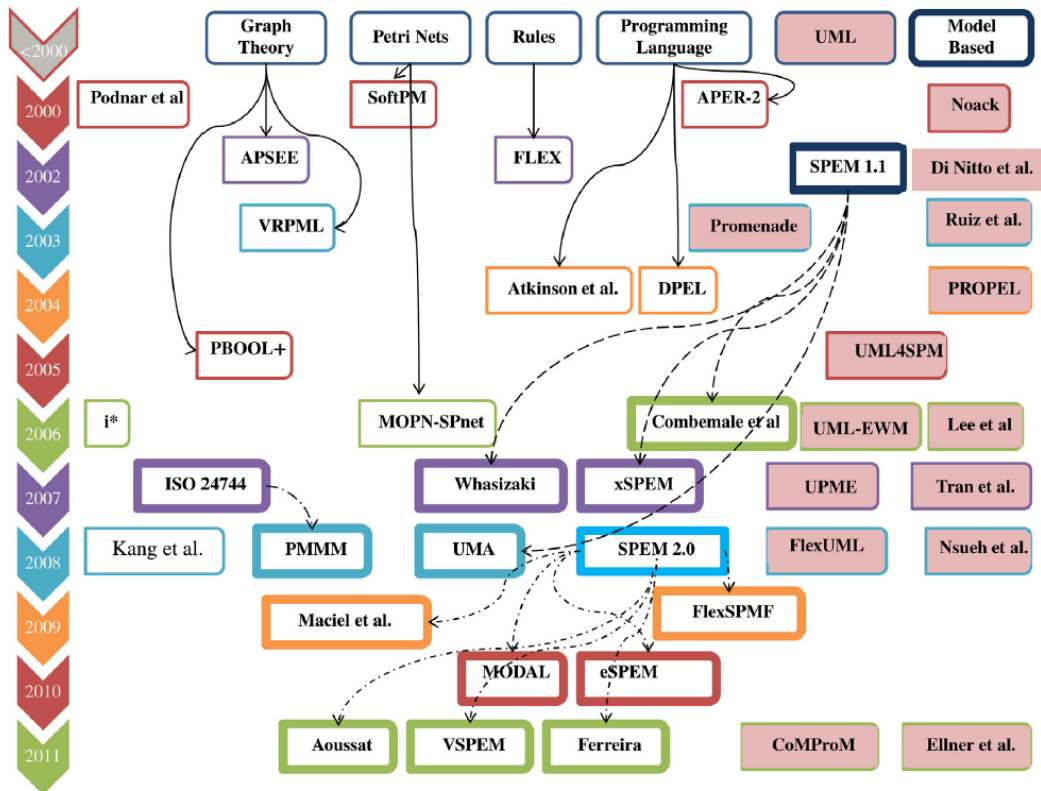 <2000
Graph
Theory
Petri Nets
Rules
Programming
Language
UML
Model
Based
2000
Podnar et al
SoftPM
APER-2
Noack
2002
APSEE
FLEX
SPEM 1.1
Di Nitto et al.
2003
VRPML
Promenade
Ruiz et al.
2004
Atkinson et al.
DPEL
PROPEL
2005
PBOOL+
UML4SPM
2006
i*
MOPN-SPnet
Combemale et al
UML-EWM
Lee et al
2007
ISO 24744
Whasizaki
xSPEM
UPME
Tran et al.
2008
Kang et al.
PMMM
UMA
SPEM 2.0
FlexUML
Nsueh et al.
2009
Maciel et al.
FlexSPMF
2010
MODAL
eSPEM
2011
Aoussat
VSPEM
Ferreira
CoMProM
Ellner et al.